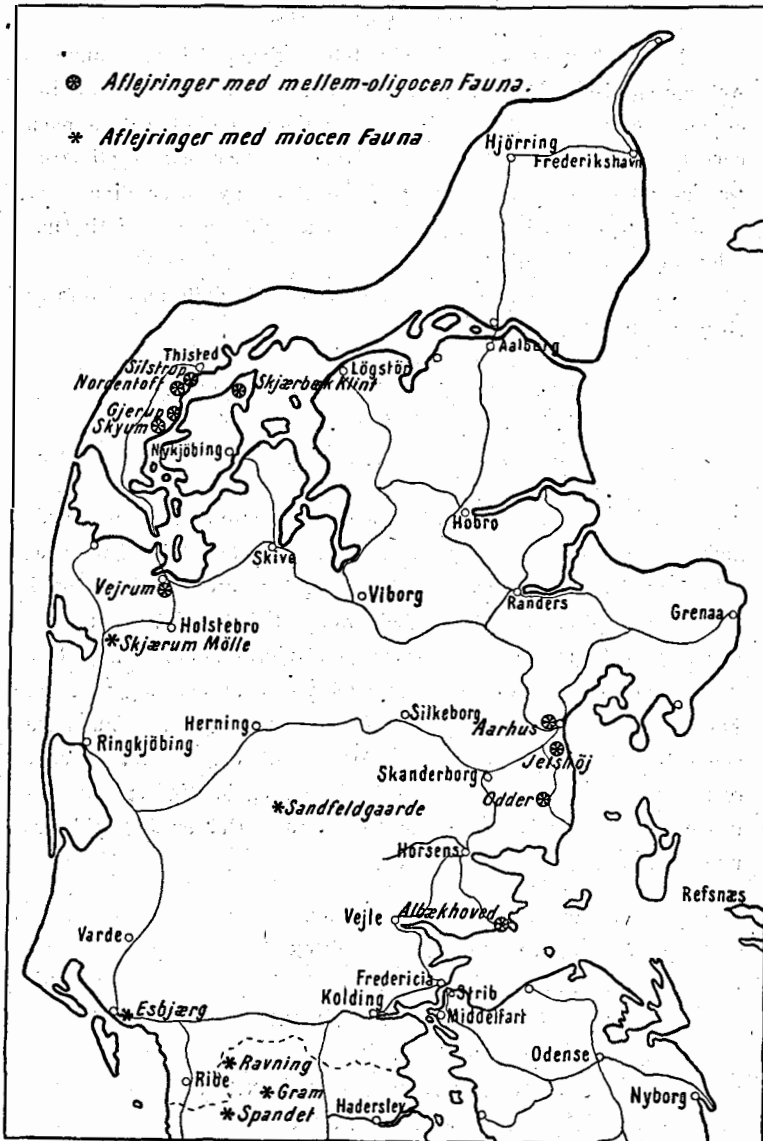 Aflejringer med mellem-oligocen Fauna.
* Aflejringer med miocen Fauna
Hjörring
Frederikshavn
Thisted
Silstrop
Nordentoft
Skjærbæk Klint
Lögstör
Aalborg
Gjerup
Skyum
Nykjöbing
Hobro
Skive
Vejrum
Viborg
Randers
Grenaa
Holstebro
*Skjærum Mölle
Silkeborg
Herning
Aarhus
Ringkjöbing
Jelshöj
Skanderborg
Odder
*Sandfeldgaarde
Horsens
Refsnæs
Vejle
Albækhoved
Varde
Fredericia
Strib
Kolding
*Esbjærg
Middelfart
Odense
*Ravning
Ribe
*Gram
Nyborg
*Spandet
Haderslev